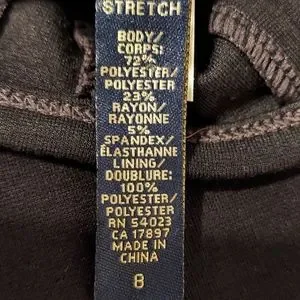 STRETCH
BODY/
CORPS:
72%
POLYESTER/
POLYESTER
23%
RAYON/
RAYONNE
5%
SPANDEX/
ÉLASTHANNE
LINING/
DOUBLURE:
100%
POLYESTER/
POLYESTER
RN 54023
CA 17897
MADE IN
CHINA
8